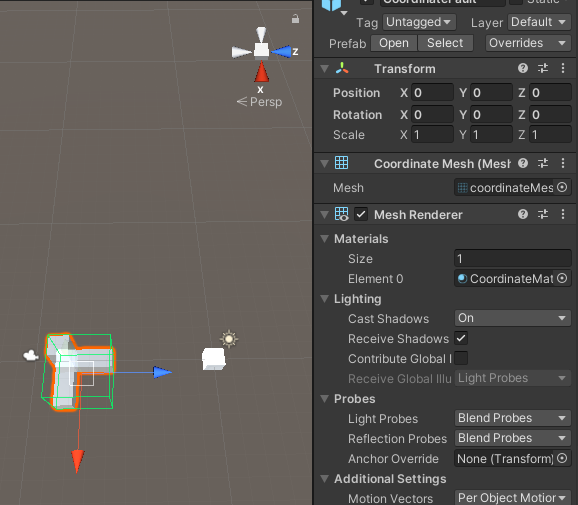 CoordinateFault
Static
Tag Untagged Layer Default
Prefab Open Select Overrides
z
x
Persp
Transform
Position X 0 Y 0 Z 0
Rotation X 0 Y 0 Z 0
Scale X 1 Y 1 Z 1
Coordinate Mesh (Mesh
Mesh coordinateMes
Mesh Renderer
Materials
Size 1
Element 0 CoordinateMat
Lighting
Cast Shadows On
Receive Shadows
Contribute Global I
Receive Global Illu Light Probes
Probes
Light Probes Blend Probes
Reflection Probes Blend Probes
Anchor Override None (Transform)
Additional Settings
Motion Vectors Per Object Motion